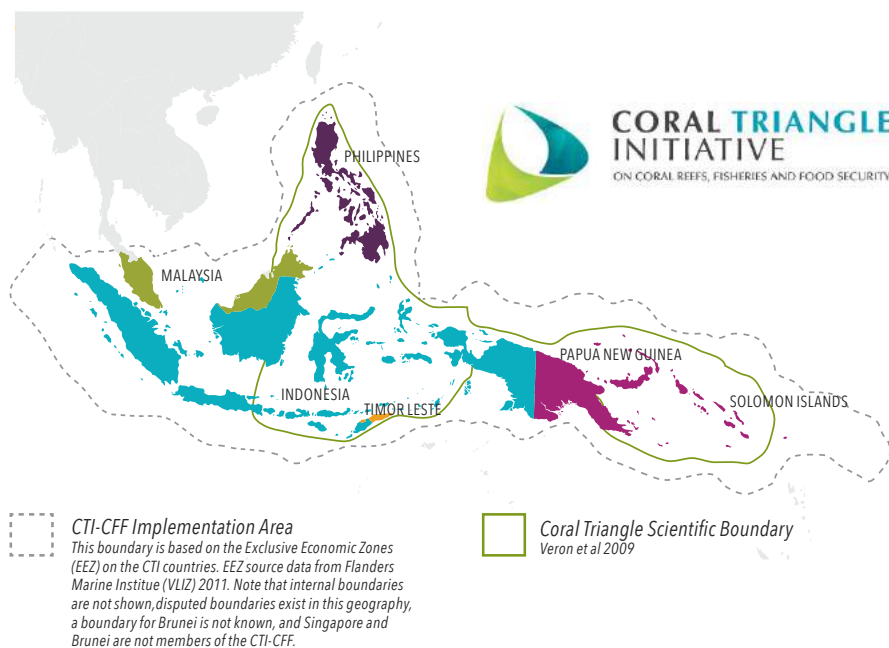 CORAL TRIANGLE
INITIATIVE
ON CORAL REEFS, FISHERIES AND FOOD SECURITY
PHILIPPINES
MALAYSIA
PAPUA NEW GUINEA
INDONESIA
SOLOMON ISLANDS
TIMOR LESTE
CTI-CFF Implementation Area
This boundary is based on the Exclusive Economic Zones
(EEZ) on the CTI countries. EEZ source data from Flanders
Marine Institue (VLIZ) 2011. Note that internal boundaries
are not shown,disputed boundaries exist in this geography,
a boundary for Brunei is not known, and Singapore and
Brunei are not members of the CTI-CFF.
Coral Triangle Scientific Boundary
Veron et al 2009